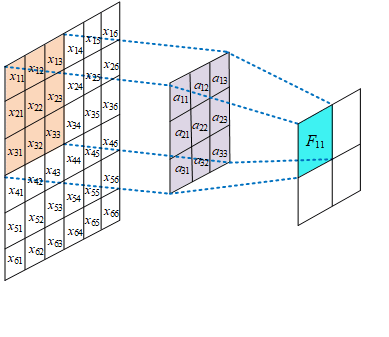 x₁₁ x₁₂ x₁₃ x₁₄ x₁₅ x₁₆
x₂₁ x₂₂ x₂₃ x₂₄ x₂₅ x₂₆
x₃₁ x₃₂ x₃₃ x₃₄ x₃₅ x₃₆
x₄₁ x₄₂ x₄₃ x₄₄ x₄₅ x₄₆
x₅₁ x₅₂ x₅₃ x₅₄ x₅₅ x₅₆
x₆₁ x₆₂ x₆₃ x₆₄ x₆₅ x₆₆
a₁₁ a₁₂ a₁₃
a₂₁ a₂₂ a₂₃
a₃₁ a₃₂ a₃₃
F₁₁